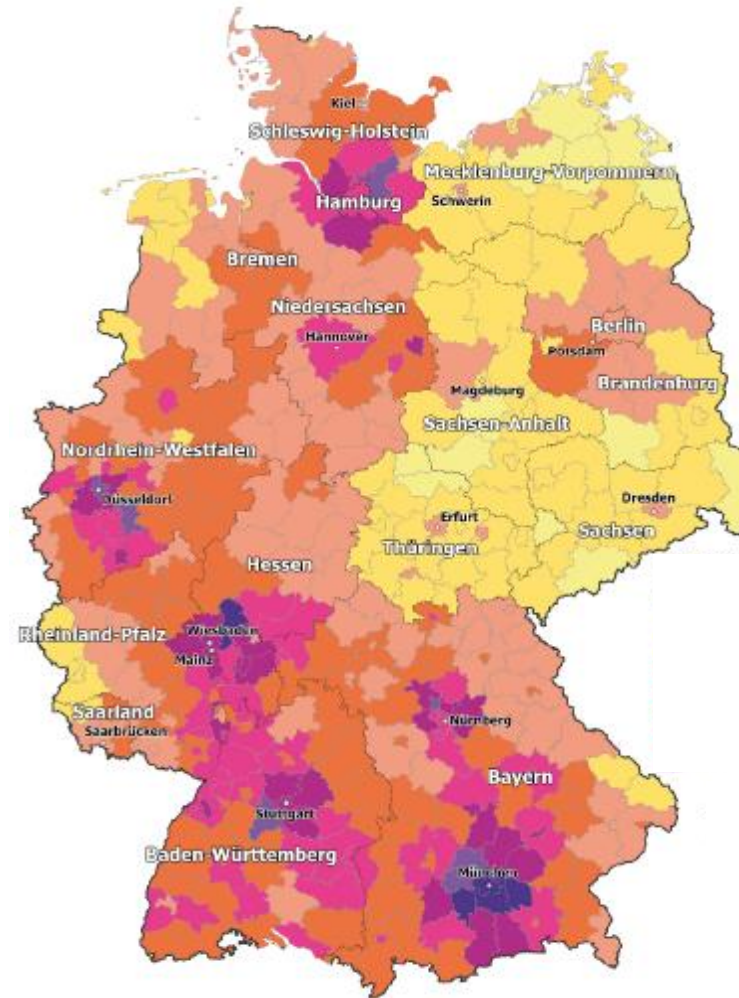 Kiel
Schleswig-Holstein
Mecklenburg-Vorpommern
Schwerin
Hamburg
Bremen
Niedersachsen
Hannover
Berlin
Potsdam
Brandenburg
Magdeburg
Sachsen-Anhalt
Nordrhein-Westfalen
Düsseldorf
Dresden
Erfurt
Sachsen
Thüringen
Hessen
Wiesbaden
Rheinland-Pfalz
Mainz
Saarland
Saarbrücken
Nürnberg
Bayern
Stuttgart
Baden-Württemberg
München